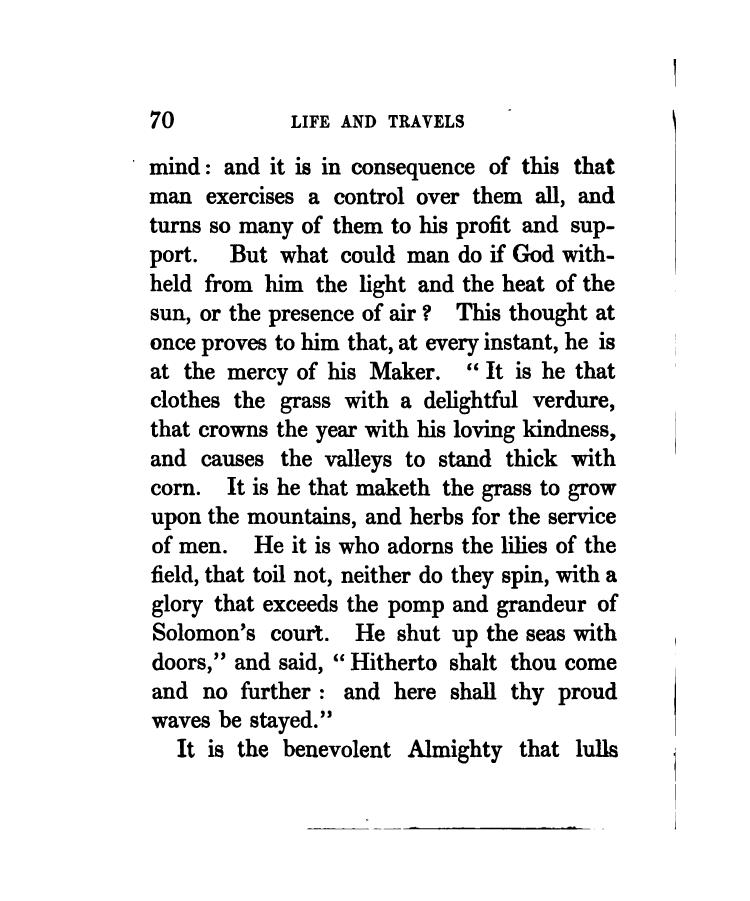 70 LIFE AND TRAVELS
mind: and it is in consequence of this that
man exercises a control over them all, and
turns so many of them to his profit and sup-
port. But what could man do if God with-
held from him the light and the heat of the
sun, or the presence of air? This thought at
once proves to him that, at every instant, he is
at the mercy of his Maker. "It is he that
clothes the grass with a delightful verdure,
that crowns the year with his loving kindness,
and causes the valleys to stand thick with
corn. It is he that maketh the grass to grow
upon the mountains, and herbs for the service
of men. He it is who adorns the lilies of the
field, that toil not, neither do they spin, with a
glory that exceeds the pomp and grandeur of
Solomon's court. He shut up the seas with
doors," and said, "Hitherto shalt thou come
and no further: and here shall thy proud
waves be stayed."
It is the benevolent Almighty that lulls